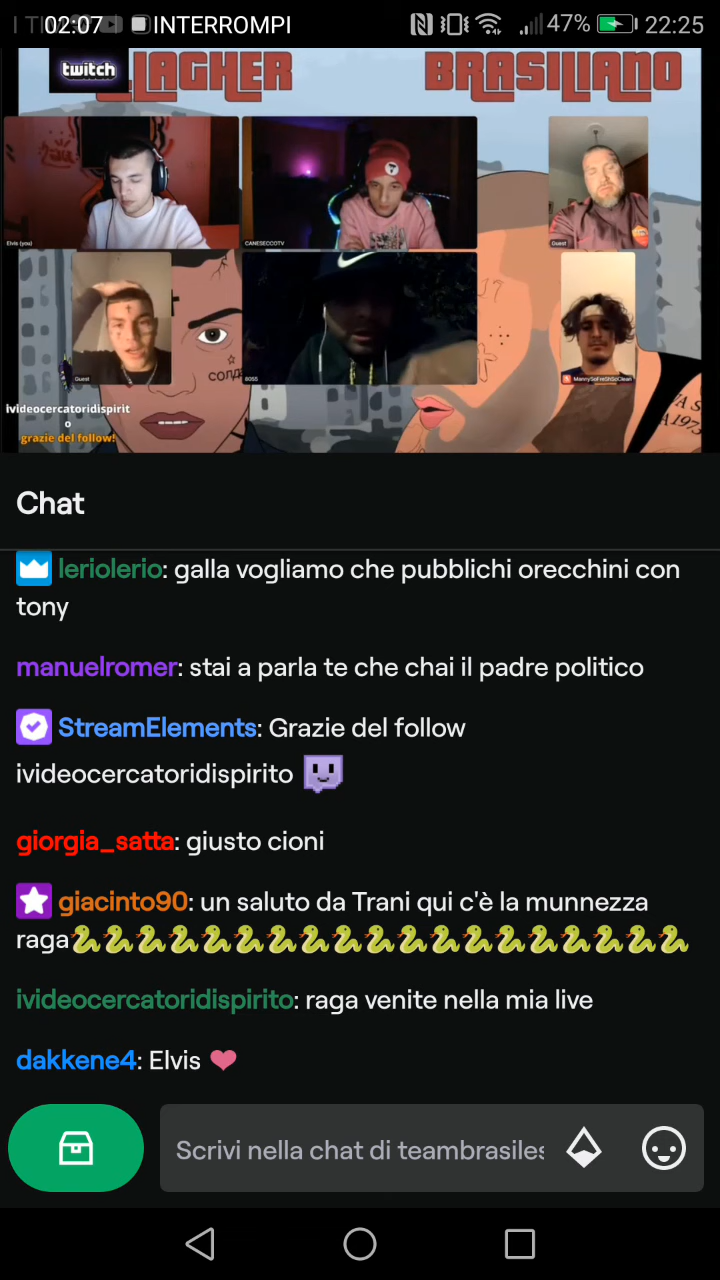 02:07 INTERROMPI 47% 22:25
twitch LAGHER BRASILIANO
Elvis (you) CANESECCOTV Guest
СОЛД
Guest BOSS MannySoFreShSoClean
ivideocercatoridispirit
o
grazie del follow!
A 1973
Chat
leriolerio: galla vogliamo che pubblichi orecchini con
tony
manuelromer: stai a parla te che chai il padre politico
StreamElements: Grazie del follow
ivideocercatoridispirito
giorgia_satta: giusto cioni
giacinto90: un saluto da Trani qui c'è la munnezza
raga🐍🐍🐍🐍🐍🐍🐍🐍🐍🐍🐍🐍🐍🐍🐍🐍🐍🐍🐍
ivideocercatoridispirito: raga venite nella mia live
dakkene4: Elvis ❤
Scrivi nella chat di teambrasiles